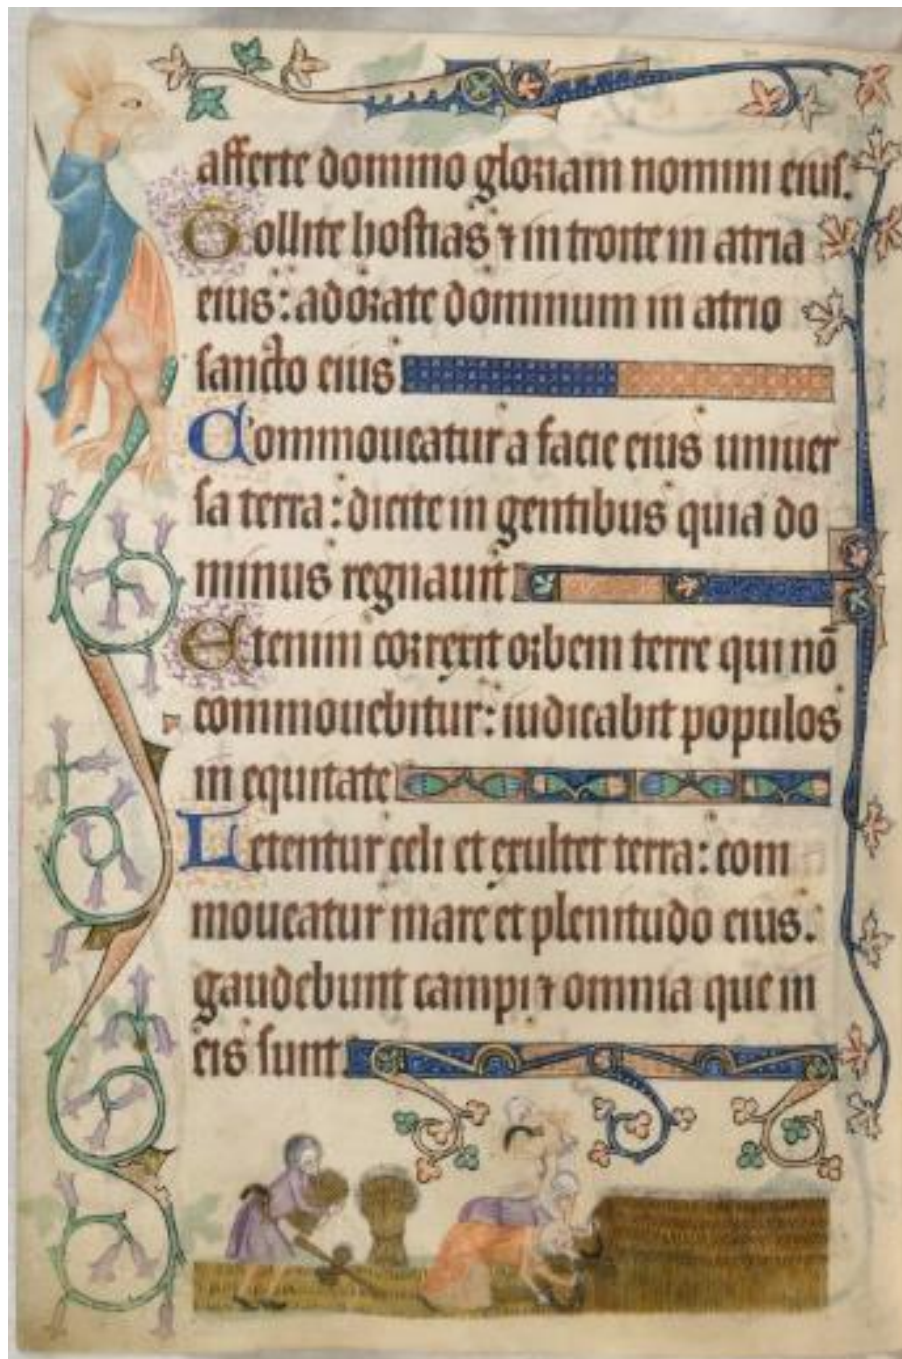 afferte domino gloriam nomini eius.
Tollite hostias ⁊ introite in atria
eius: adorate dominum in atrio
sancto eius
Commoueatur a facie eius uniuer
sa terra: dicite in gentibus quia do
minus regnauit
Etenim correxit orbem terre qui nō
commouebitur: iudicabit populos
in equitate
Letentur celi et exultet terra: com
moueatur mare et plenitudo eius.
gaudebunt campi ⁊ omnia que in
eis sunt